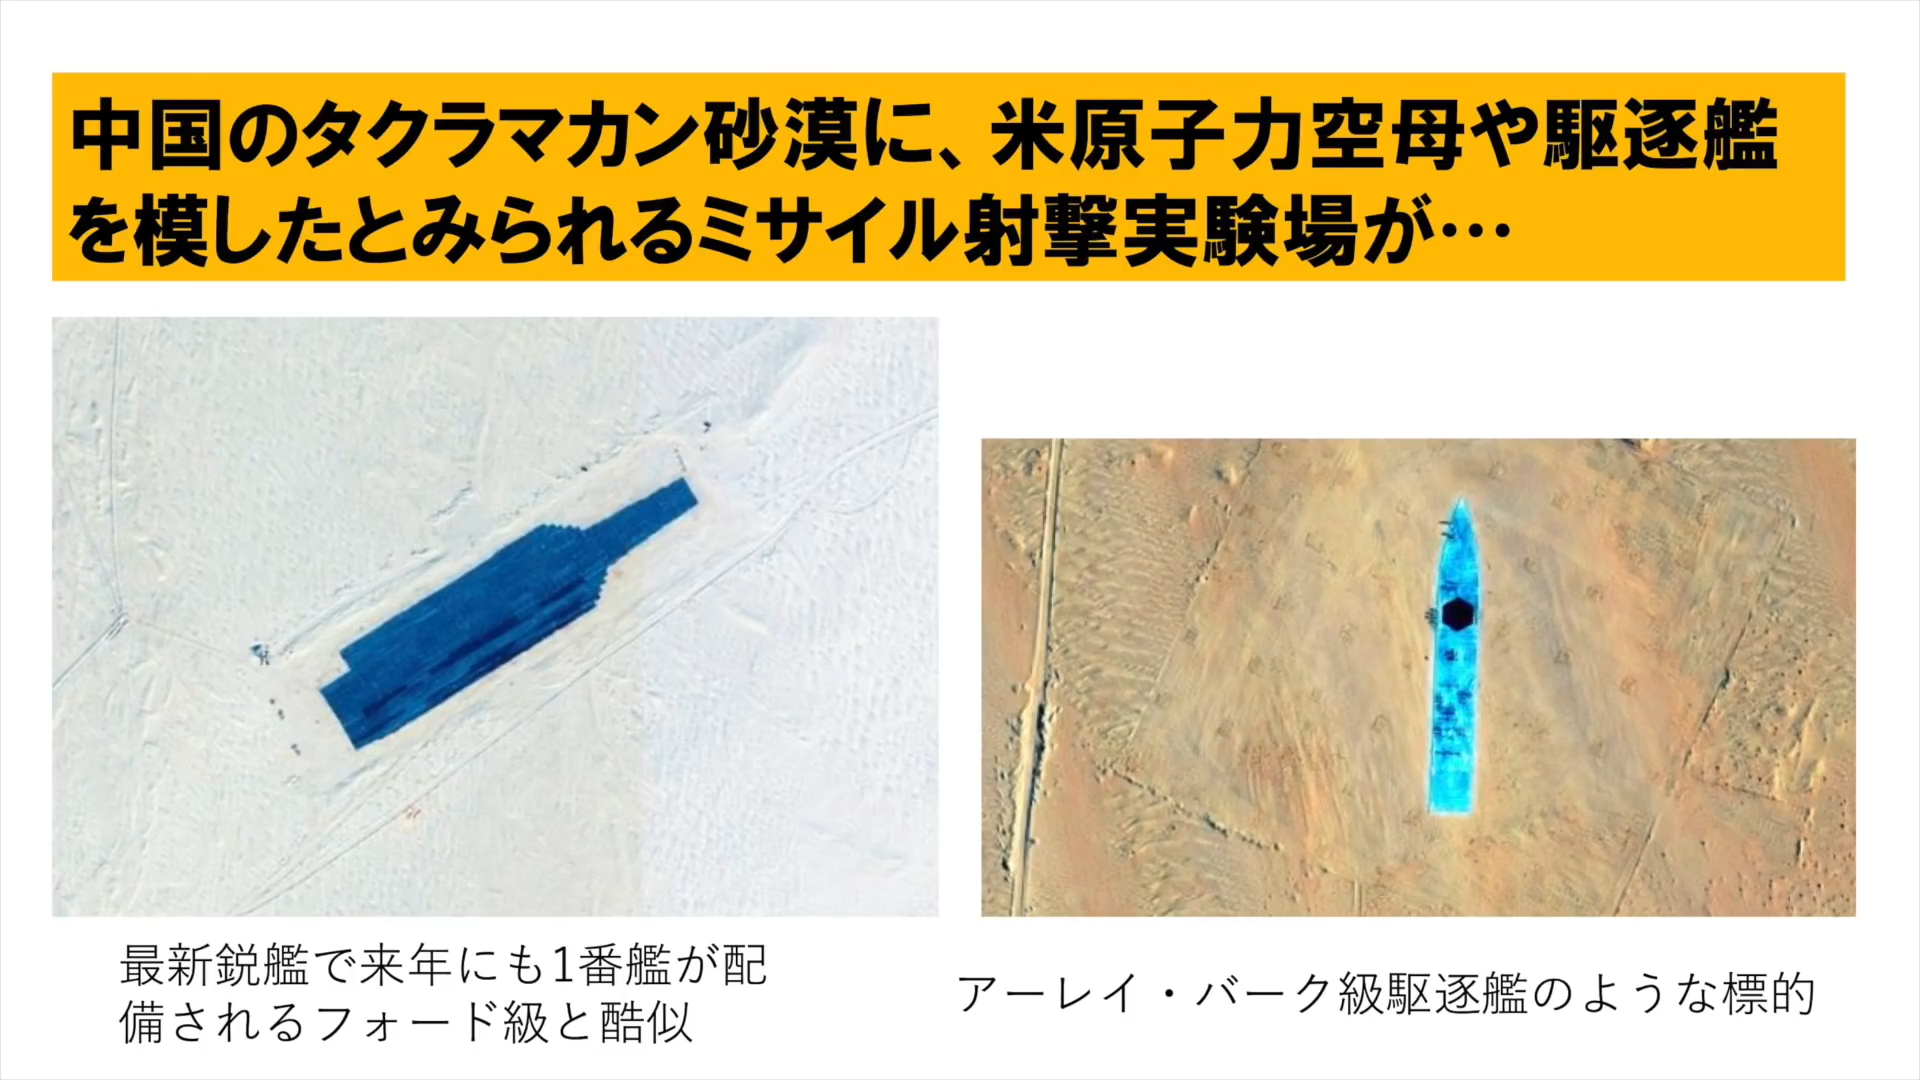 中国のタクラマカン砂漠に、米原子力空母や駆逐艦
を模したとみられるミサイル射撃実験場が…
最新鋭艦で来年にも1番艦が配
備されるフォード級と酷似
アーレイ・バーク級駆逐艦のような標的